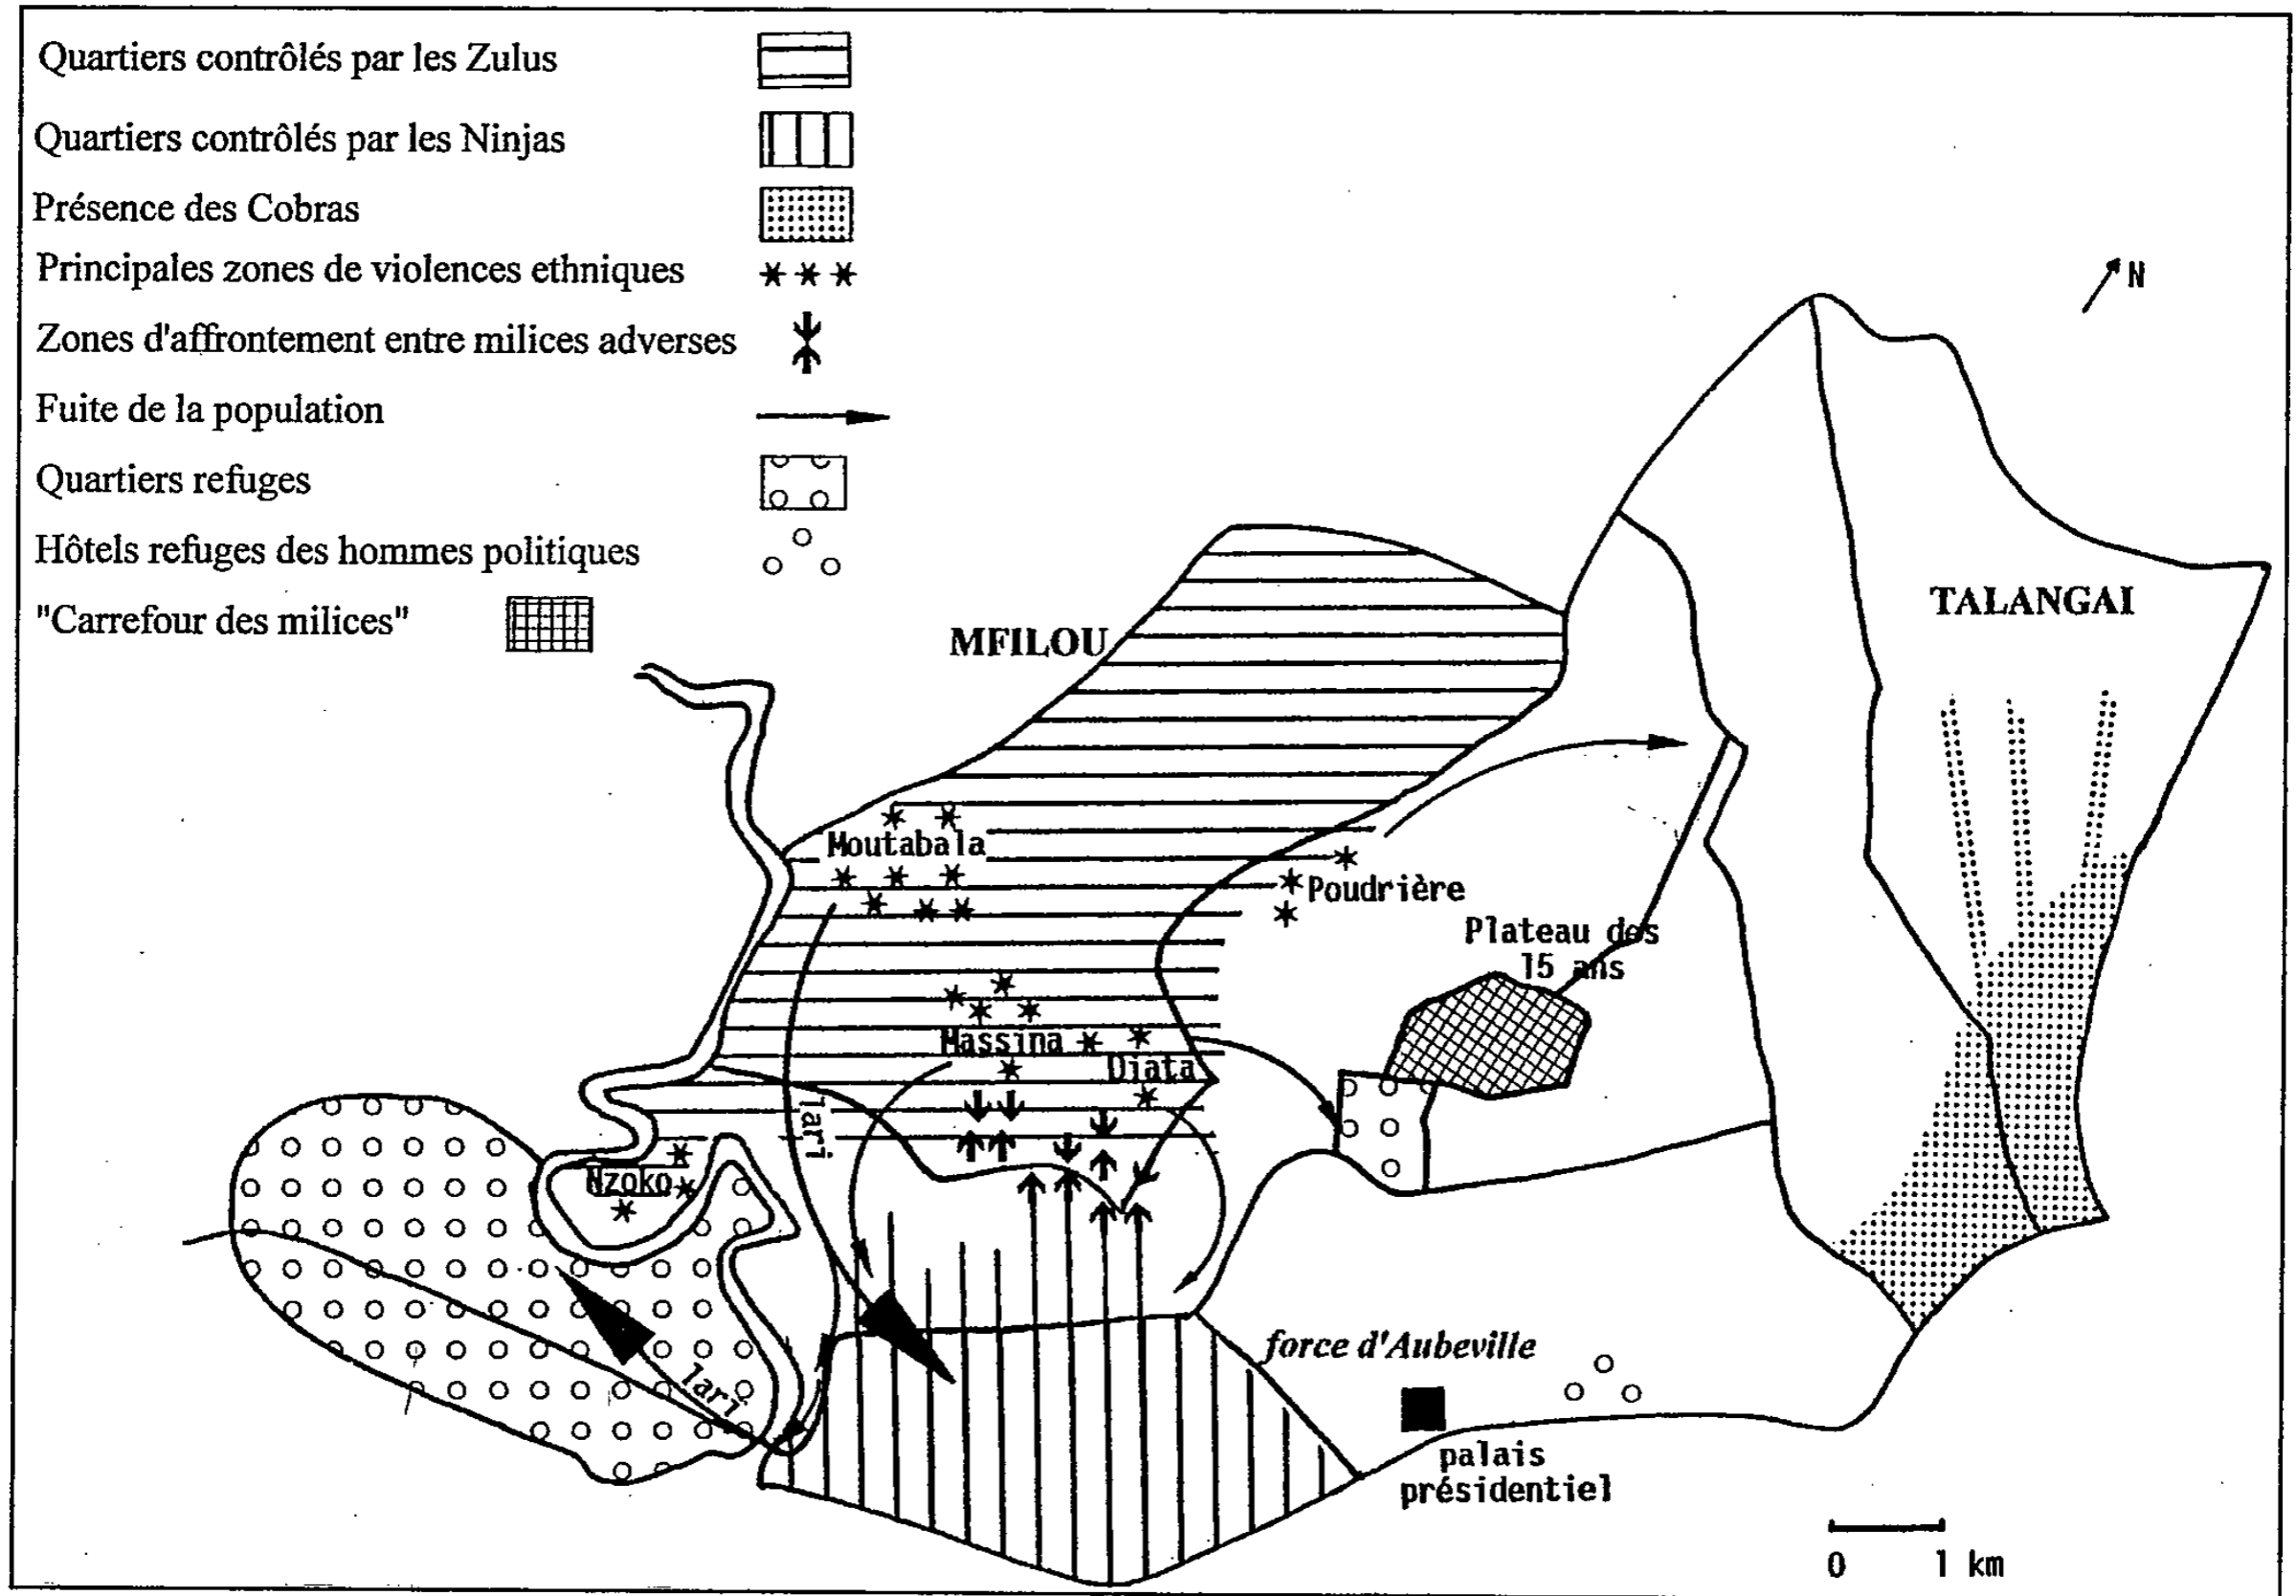 Quartiers contrôlés par les Zulus
Quartiers contrôlés par les Ninjas
Présence des Cobras
Principales zones de violences ethniques
Zones d'affrontement entre milices adverses
Fuite de la population
Quartiers refuges
Hôtels refuges des hommes politiques
"Carrefour des milices"
N
TALANGAI
MFILOU
Moutabala
Poudrière
Plateau des
15 ans
Massina
Diata
lari
Nzoko
force d'Aubeville
lari
palais
présidentiel
0 1 km